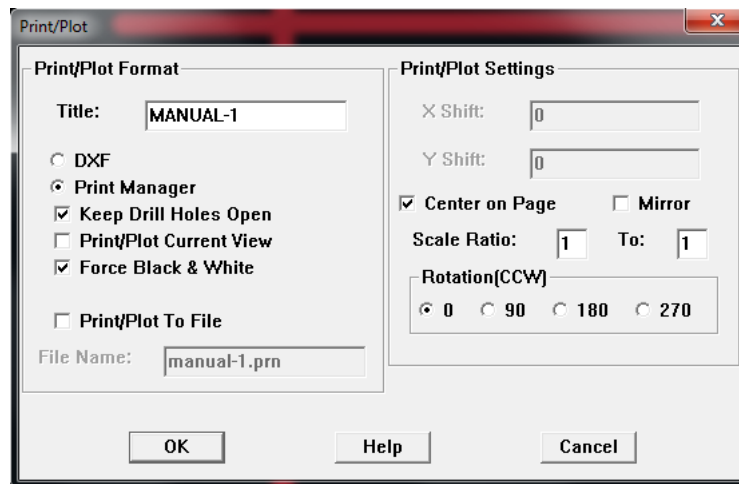 Print/Plot
X
Print/Plot Format
Title: MANUAL-1
DXF
Print Manager
Keep Drill Holes Open
Print/Plot Current View
Force Black & White
Print/Plot To File
File Name: manual-1.prn
Print/Plot Settings
X Shift: 0
Y Shift: 0
Center on Page Mirror
Scale Ratio: 1 To: 1
Rotation(CCW)
0 90 180 270
OK Help Cancel